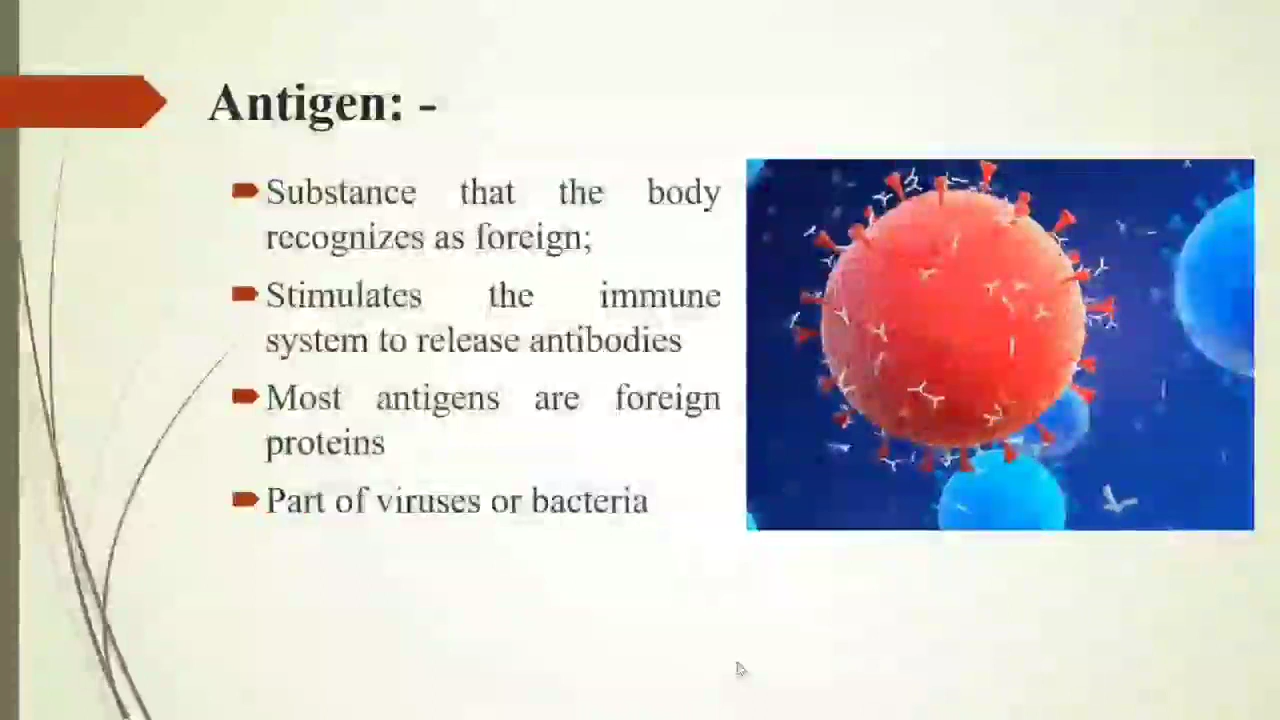 Antigen: -
Substance that the body
recognizes as foreign;
Stimulates the immune
system to release antibodies
Most antigens are foreign
proteins
Part of viruses or bacteria